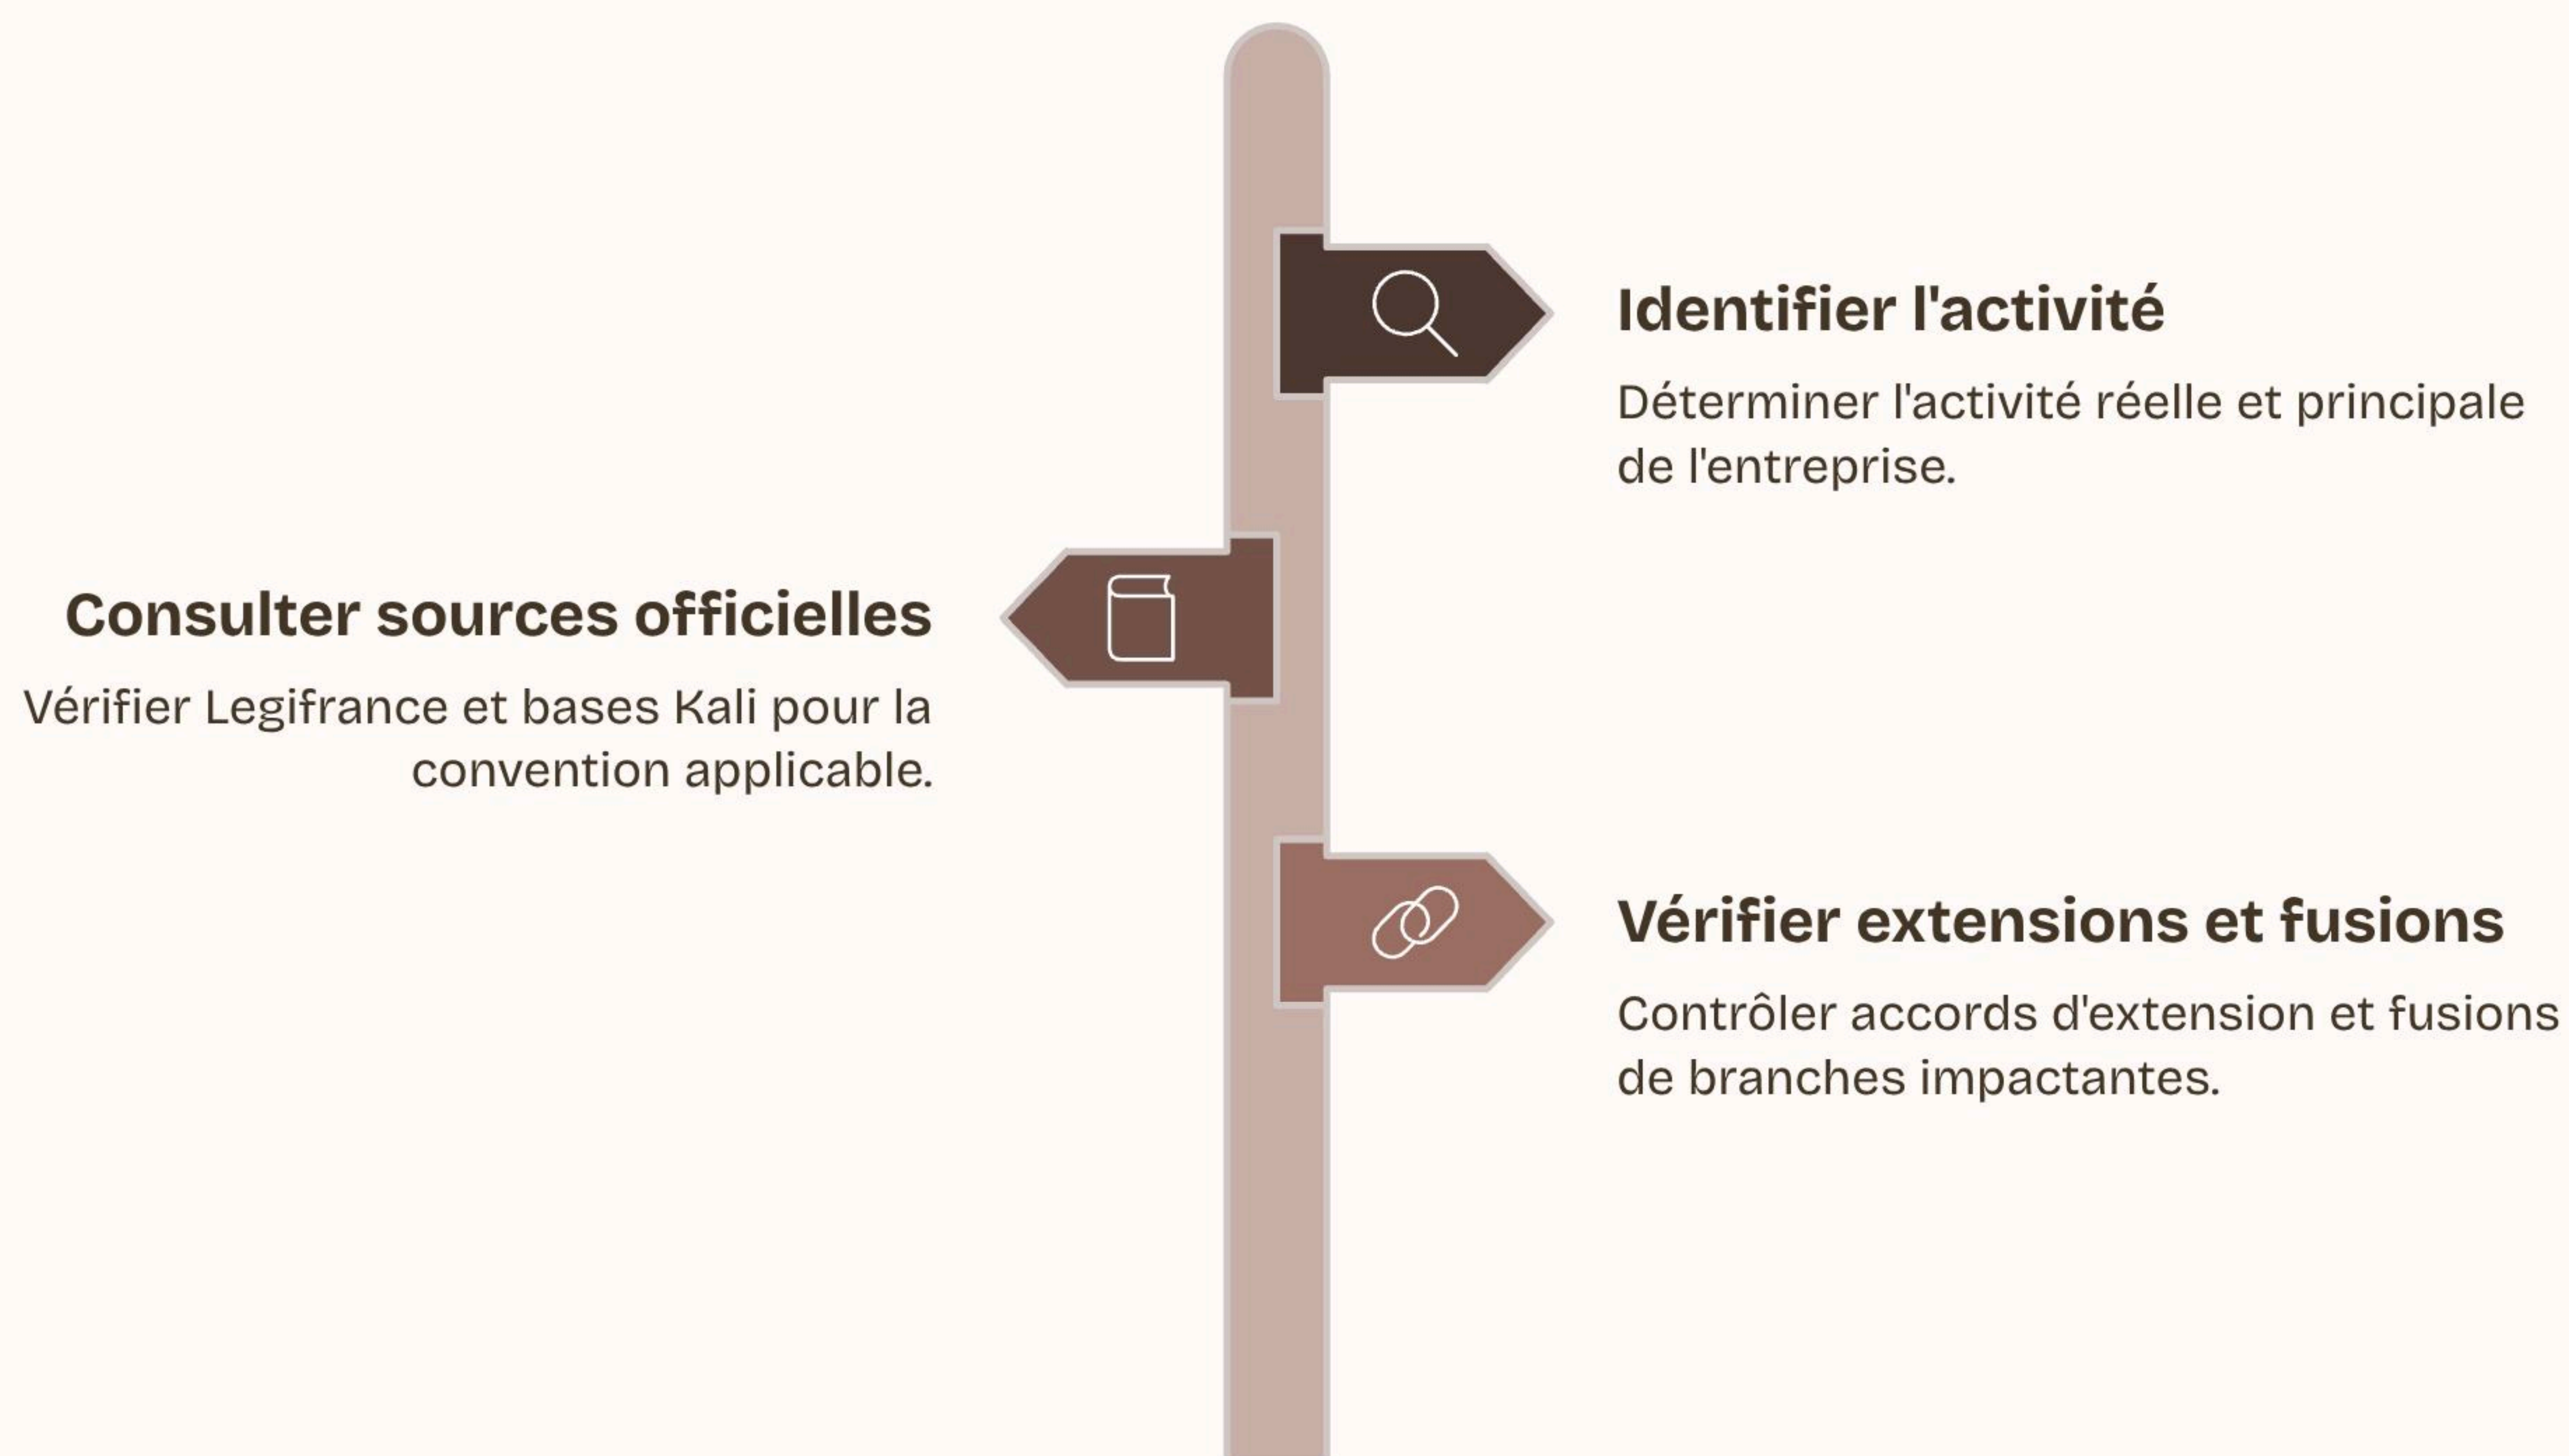 Identifier l'activité
Déterminer l'activité réelle et principale
de l'entreprise.
Consulter sources officielles
Vérifier Legifrance et bases Kali pour la
convention applicable.
Vérifier extensions et fusions
Contrôler accords d'extension et fusions
de branches impactantes.